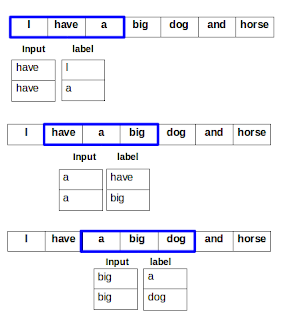 I have a big dog and horse
Input label
have I
have a
I have a big dog and horse
Input label
a have
a big
I have a big dog and horse
Input label
big a
big dog